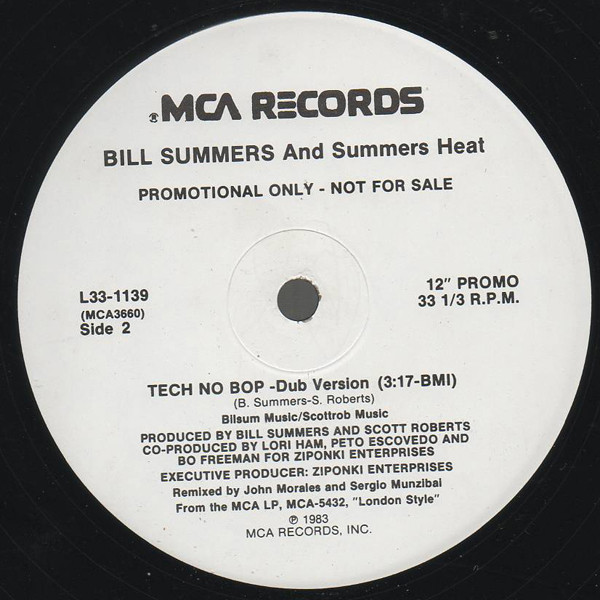 ® MCA RECORDS
BILL SUMMERS And Summers Heat
PROMOTIONAL ONLY - NOT FOR SALE
L33-1139
(MCA3660)
Side 2
12" PROMO
33 1/3 R.P.M.
TECH NO BOP -Dub Version (3:17-BMI)
(B. Summers-S. Roberts)
Bilsum Music/Scottrob Music
PRODUCED BY BILL SUMMERS AND SCOTT ROBERTS
CO-PRODUCED BY LORI HAM, PETO ESCOVEDO AND
BO FREEMAN FOR ZIPONKI ENTERPRISES
EXECUTIVE PRODUCER: ZIPONKI ENTERPRISES
Remixed by John Morales and Sergio Munzibai
From the MCA LP, MCA-5432, "London Style"
℗ 1983
MCA RECORDS, INC.